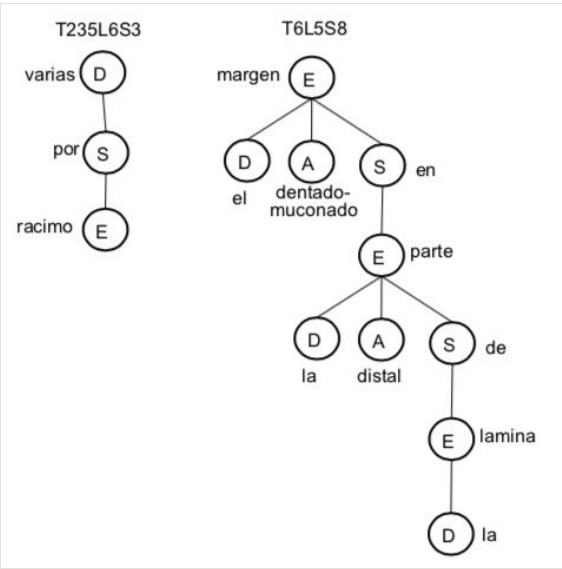 T235L6S3
varias D
por S
racimo E
T6L5S8
margen E
D A S en
el dentado-
muconado
E parte
D A S de
la distal
E lamina
D la